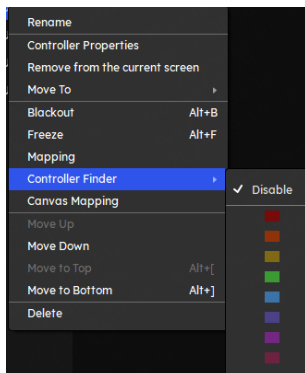 Rename
Controller Properties
Remove from the current screen
Move To
Blackout Alt+B
Freeze Alt+F
Mapping
Controller Finder
Disable
Canvas Mapping
Move Up
Move Down
Move to Top Alt+[
Move to Bottom Alt+]
Delete